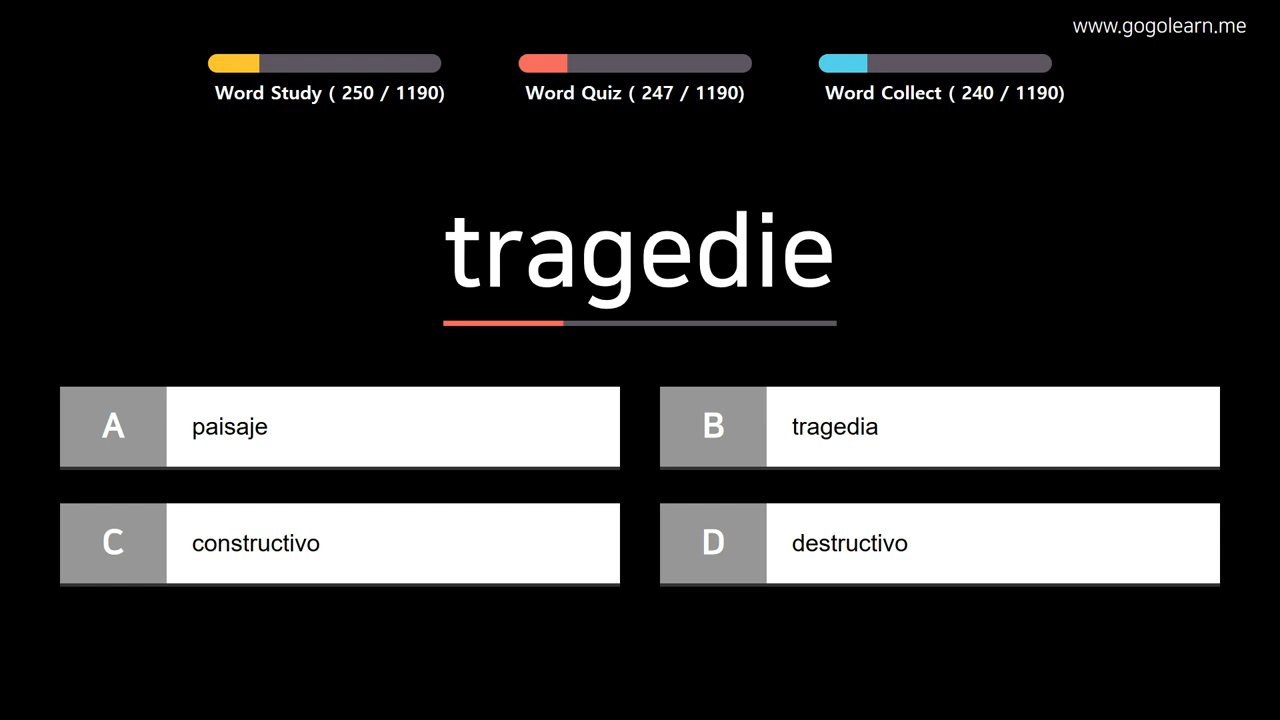 www.gogolearn.me
Word Study ( 250 / 1190)
Word Quiz ( 247 / 1190)
Word Collect ( 240 / 1190)
tragedie
A paisaje
B tragedia
C constructivo
D destructivo